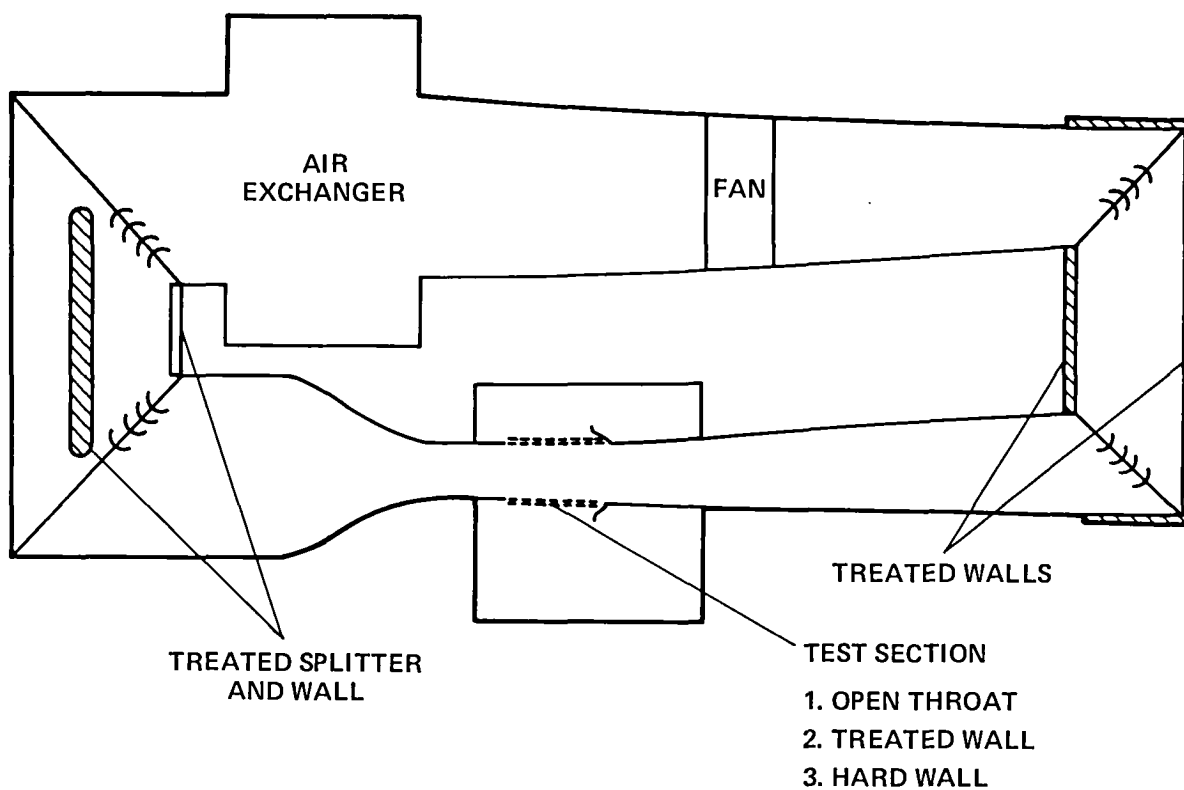 AIR
EXCHANGER
FAN
TREATED WALLS
TREATED SPLITTER
AND WALL
TEST SECTION
1. OPEN THROAT
2. TREATED WALL
3. HARD WALL